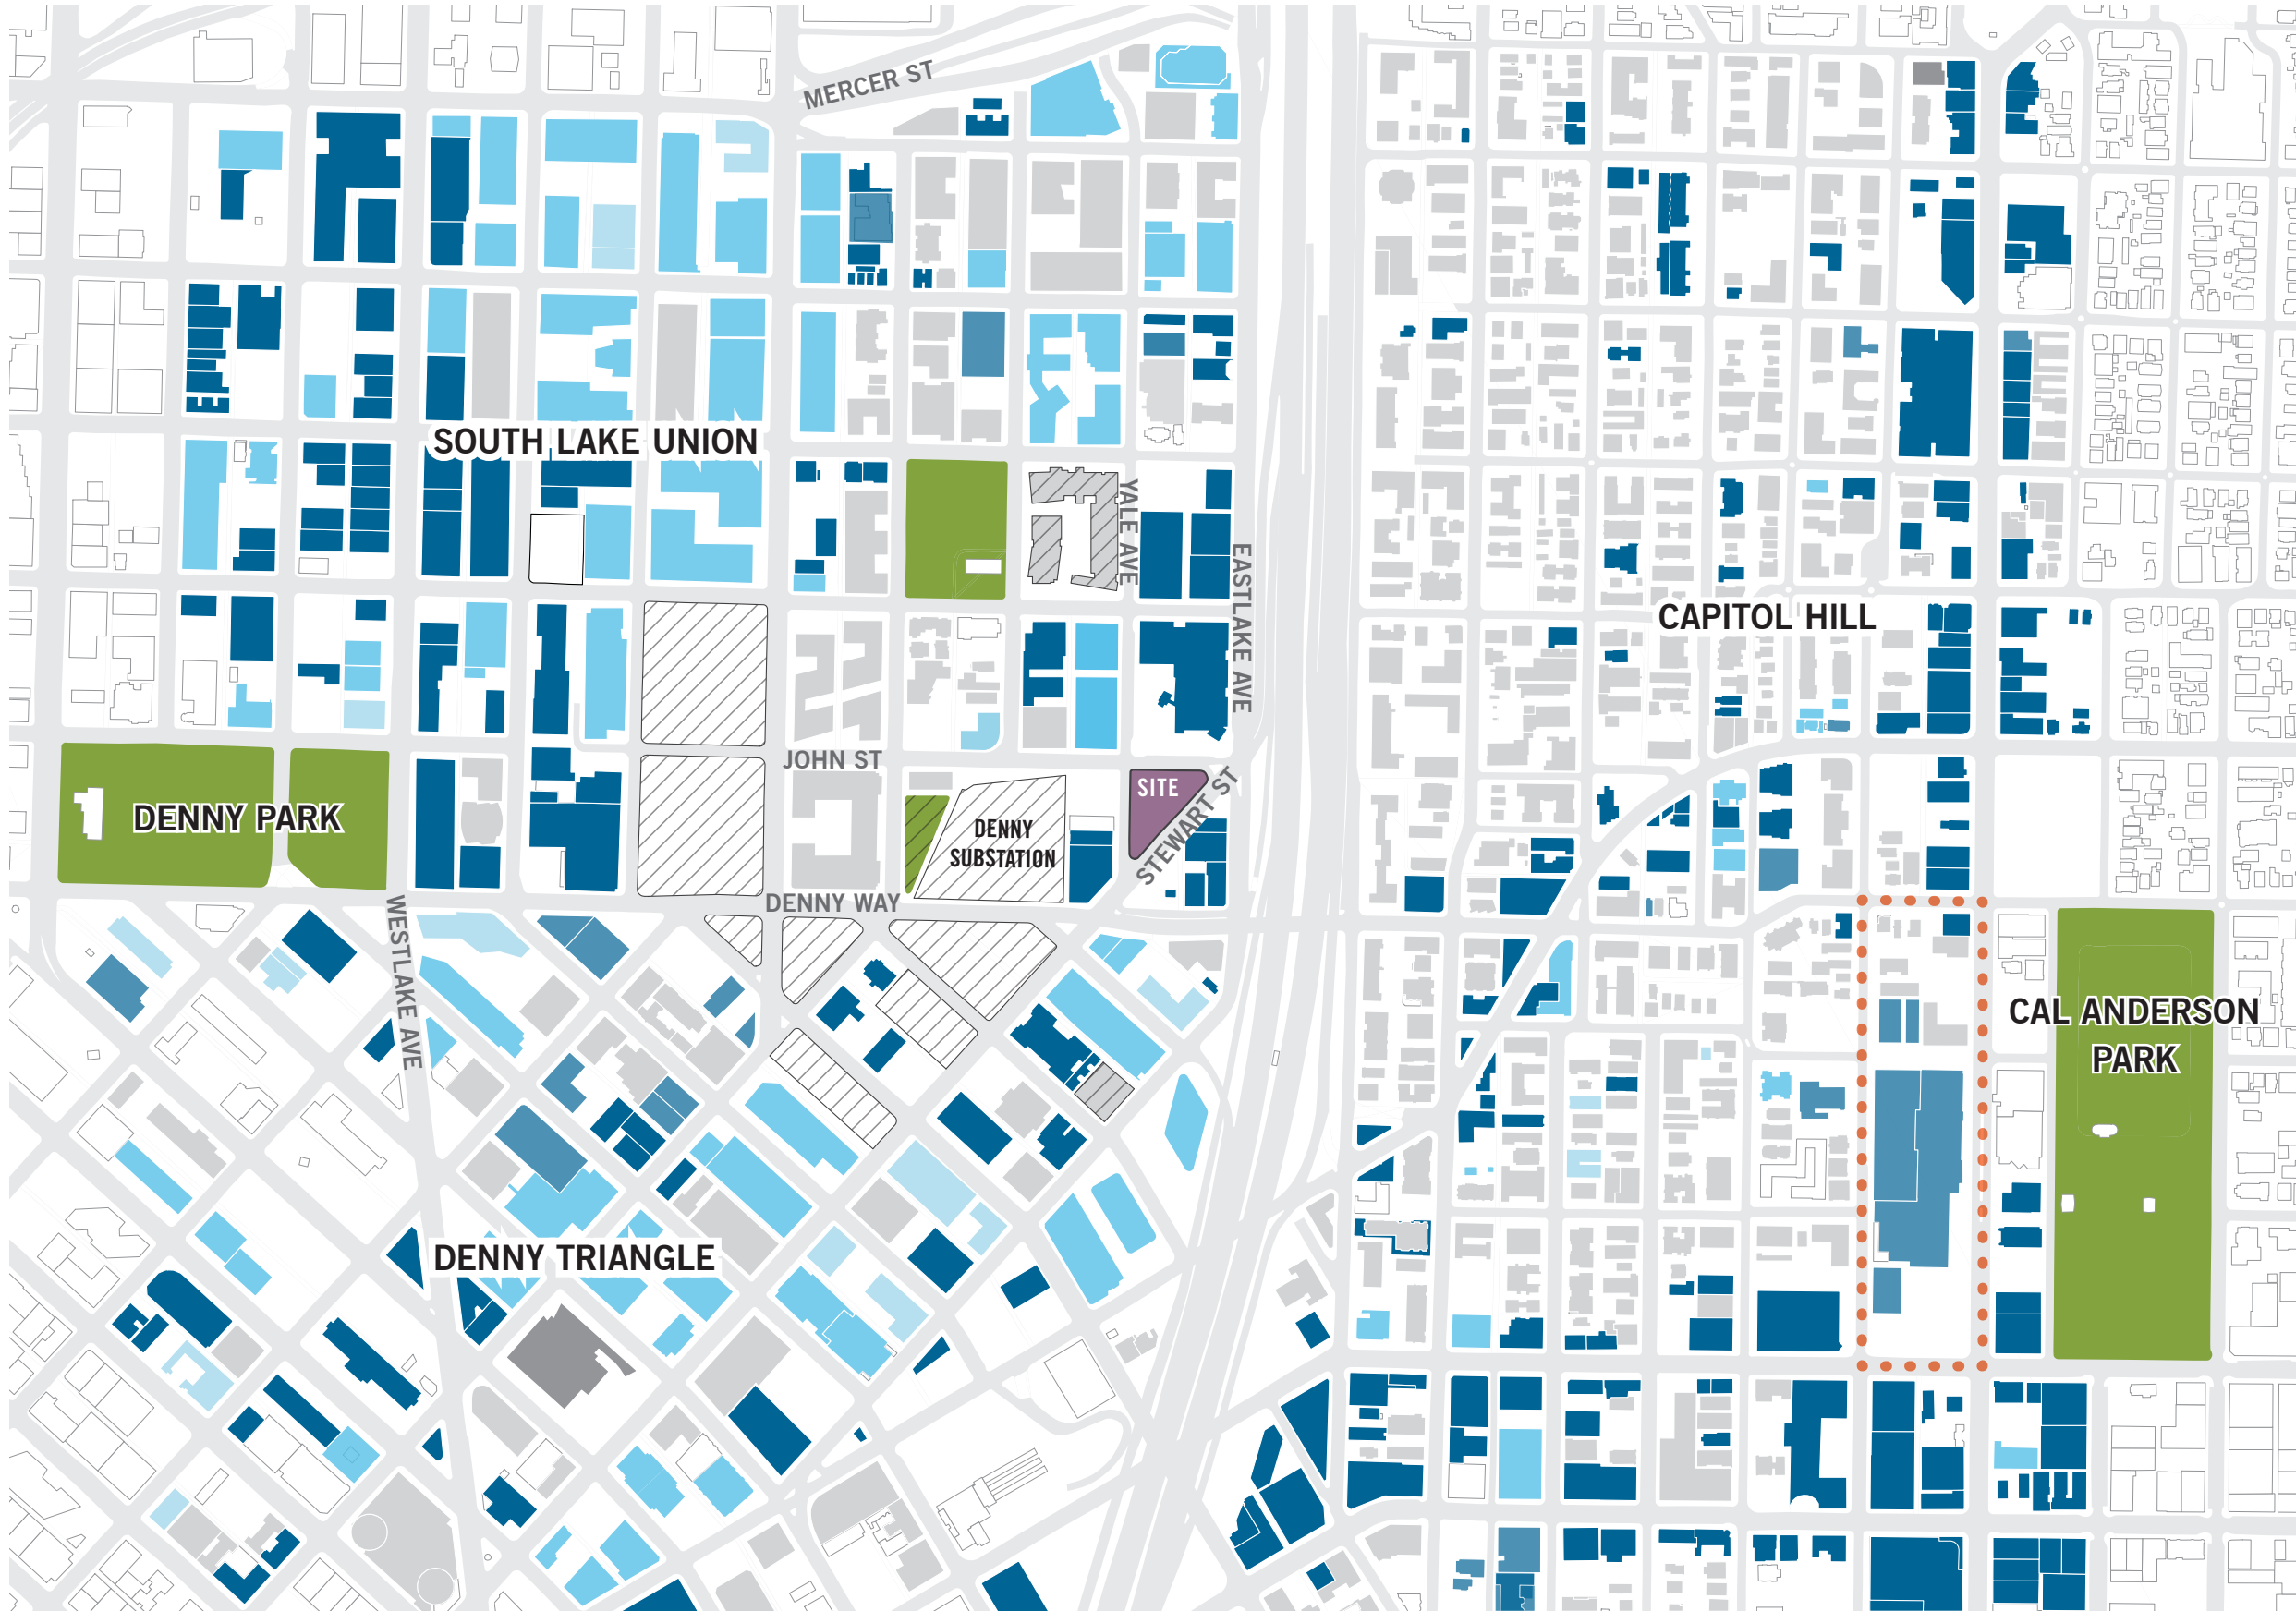 MERCER ST
SOUTH LAKE UNION
YALE AVE
EASTLAKE AVE
CAPITOL HILL
JOHN ST
SITE
DENNY PARK
DENNY
SUBSTATION
STEWART ST
DENNY WAY
WESTLAKE AVE
CAL ANDERSON
PARK
DENNY TRIANGLE